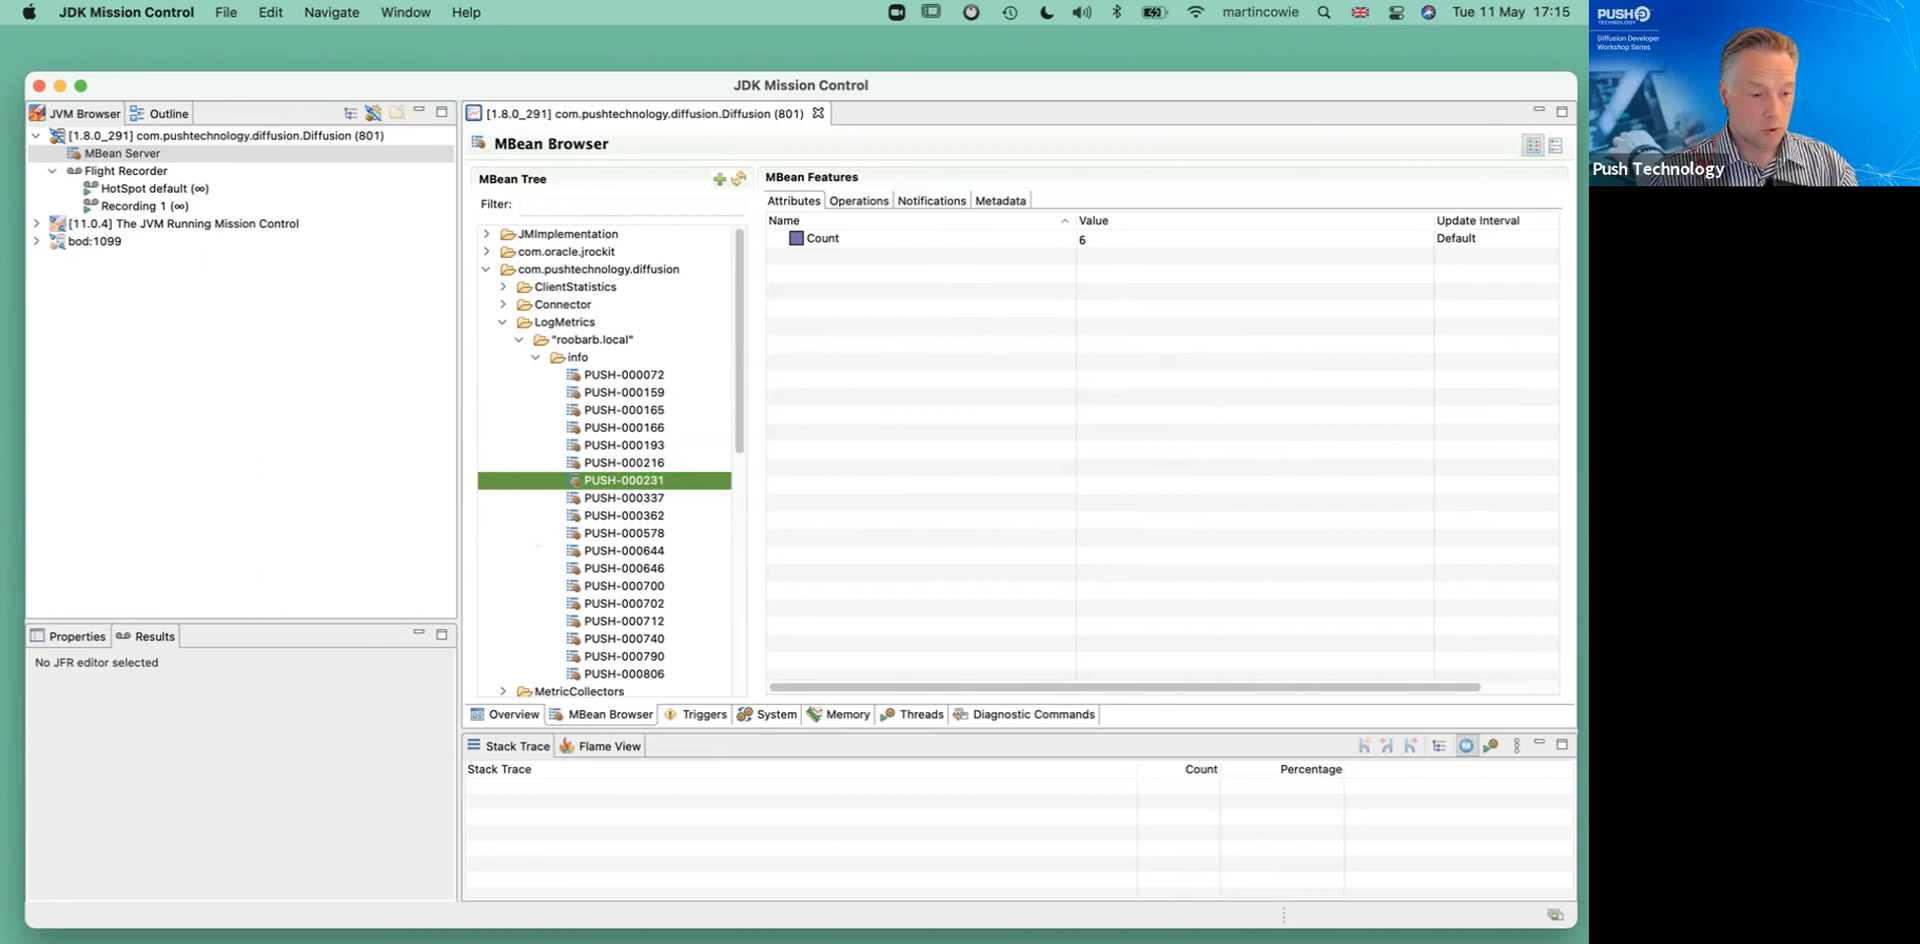 JDK Mission Control File Edit Navigate Window Help martincowie Tue 11 May 17:15
PUSH
TECHNOLOGY
Diffusion Developer
Workshop Series
Push Technology
JDK Mission Control
JVM Browser Outline
[1.8.0_291] com.pushtechnology.diffusion.Diffusion (801)
MBean Server
Flight Recorder
HotSpot default (∞)
Recording 1 (∞)
[11.0.4] The JVM Running Mission Control
bod:1099
Properties Results
No JFR editor selected
[1.8.0_291] com.pushtechnology.diffusion.Diffusion (801)
MBean Browser
MBean Tree
Filter:
JMImplementation
com.oracle.jrockit
com.pushtechnology.diffusion
ClientStatistics
Connector
LogMetrics
"roobarb.local"
info
PUSH-000072
PUSH-000159
PUSH-000165
PUSH-000166
PUSH-000193
PUSH-000216
PUSH-000231
PUSH-000337
PUSH-000362
PUSH-000578
PUSH-000644
PUSH-000646
PUSH-000700
PUSH-000702
PUSH-000712
PUSH-000740
PUSH-000790
PUSH-000806
MetricCollectors
MBean Features
Attributes Operations Notifications Metadata
Name Value Update Interval
Count 6 Default
Overview MBean Browser Triggers System Memory Threads Diagnostic Commands
Stack Trace Flame View
Stack Trace Count Percentage